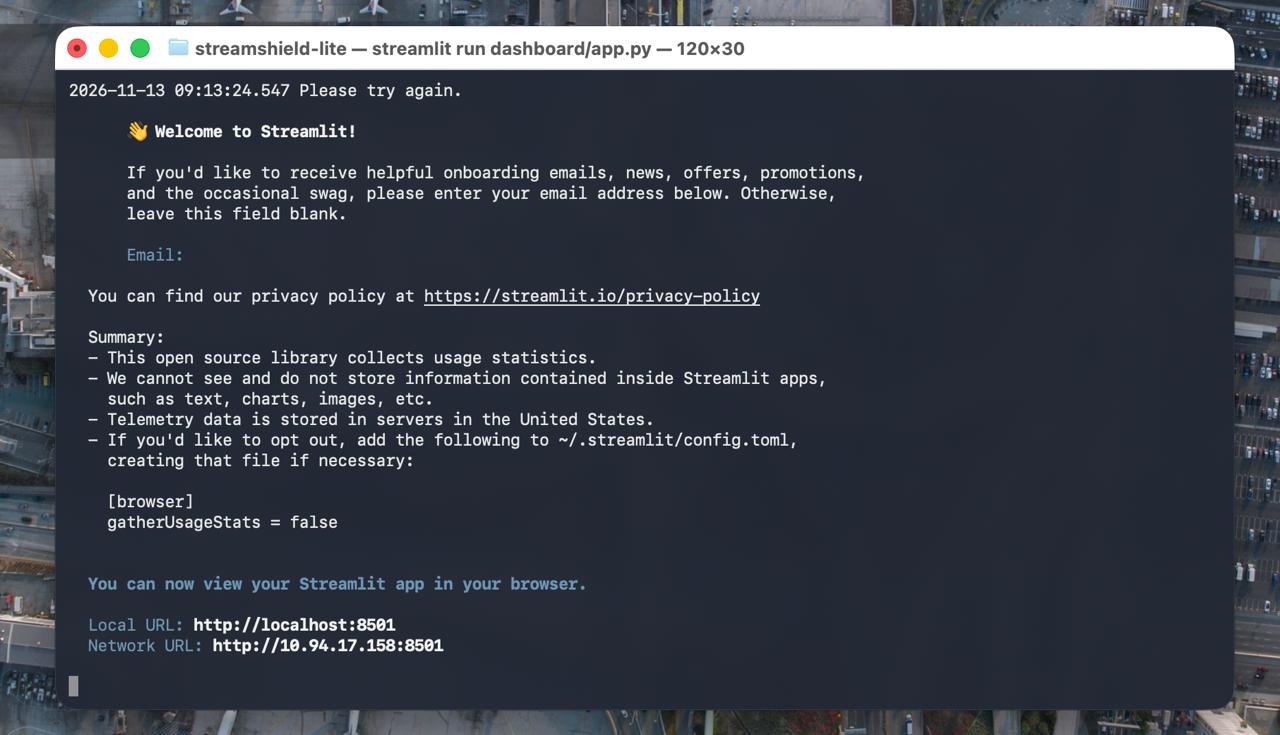 streamshield-lite — streamlit run dashboard/app.py — 120×30
2026-11-13 09:13:24.547 Please try again.
👋 Welcome to Streamlit!
If you'd like to receive helpful onboarding emails, news, offers, promotions,
and the occasional swag, please enter your email address below. Otherwise,
leave this field blank.
Email:
You can find our privacy policy at https://streamlit.io/privacy-policy
Summary:
- This open source library collects usage statistics.
- We cannot see and do not store information contained inside Streamlit apps,
such as text, charts, images, etc.
- Telemetry data is stored in servers in the United States.
- If you'd like to opt out, add the following to ~/.streamlit/config.toml,
creating that file if necessary:
[browser]
gatherUsageStats = false
You can now view your Streamlit app in your browser.
Local URL: http://localhost:8501
Network URL: http://10.94.17.158:8501